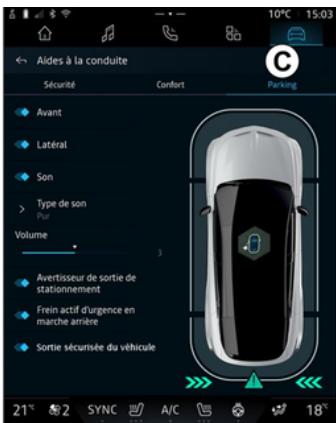 10°C 15:03
Aides à la conduite
C
Sécurité Confort Parking
Avant
Latéral
Son
Type de son
Pur
Volume
3
Avertisseur de sortie de
stationnement
Frein actif d'urgence en
marche arrière
Sortie sécurisée du véhicule
21°C 2 SYNC A/C 18°C